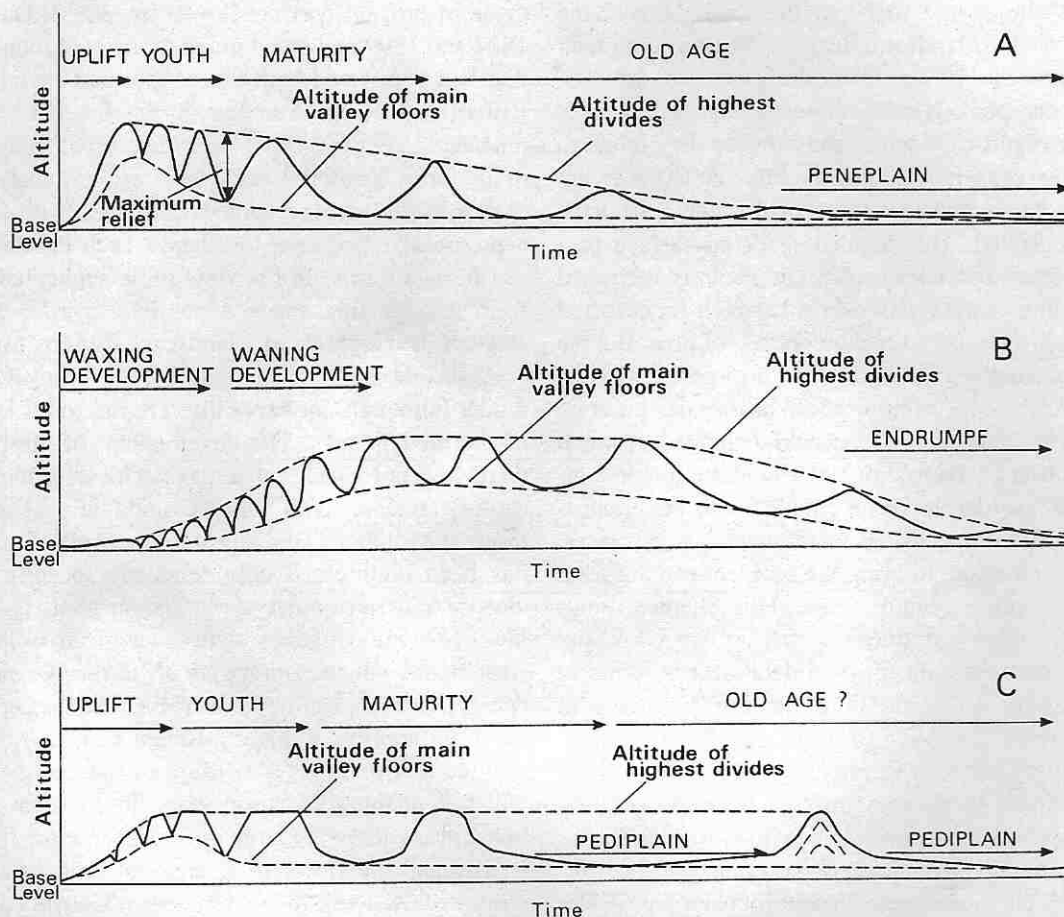 A
UPLIFT YOUTH MATURITY OLD AGE
Altitude of main
valley floors
Altitude of highest
divides
Altitude
PENEPLAIN
Maximum
relief
Base
Level
Time
B
WAXING
DEVELOPMENT
WANING
DEVELOPMENT
Altitude of main
valley floors
Altitude of
highest divides
Altitude
ENDRUMPF
Base
Level
Time
C
UPLIFT YOUTH MATURITY OLD AGE ?
Altitude of main
valley floors
Altitude of
highest divides
Altitude
PEDIPLAIN
PEDIPLAIN
Base
Level
Time